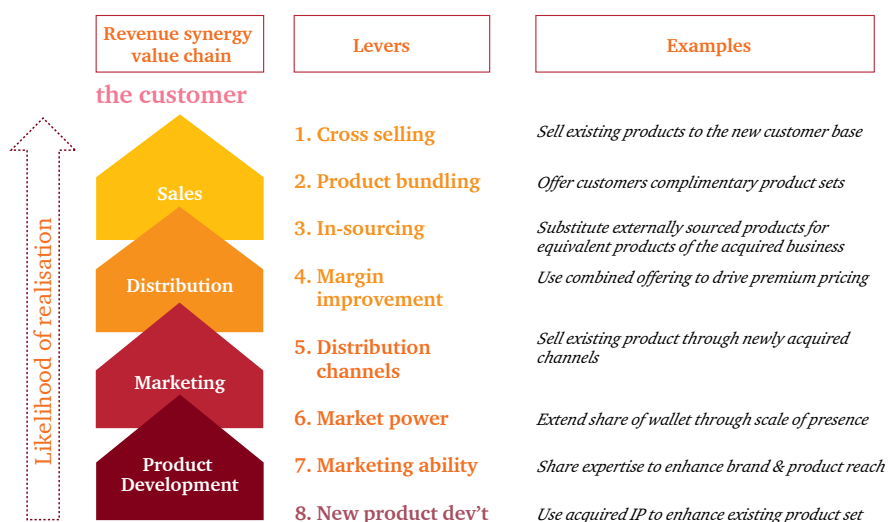 Revenue synergy
value chain
Levers
Examples
the customer
Likelihood of realisation
Sales
Distribution
Marketing
Product
Development
1. Cross selling
Sell existing products to the new customer base
2. Product bundling
Offer customers complimentary product sets
3. In-sourcing
Substitute externally sourced products for
equivalent products of the acquired business
4. Margin
improvement
Use combined offering to drive premium pricing
5. Distribution
channels
Sell existing product through newly acquired
channels
6. Market power
Extend share of wallet through scale of presence
7. Marketing ability
Share expertise to enhance brand & product reach
8. New product dev't
Use acquired IP to enhance existing product set